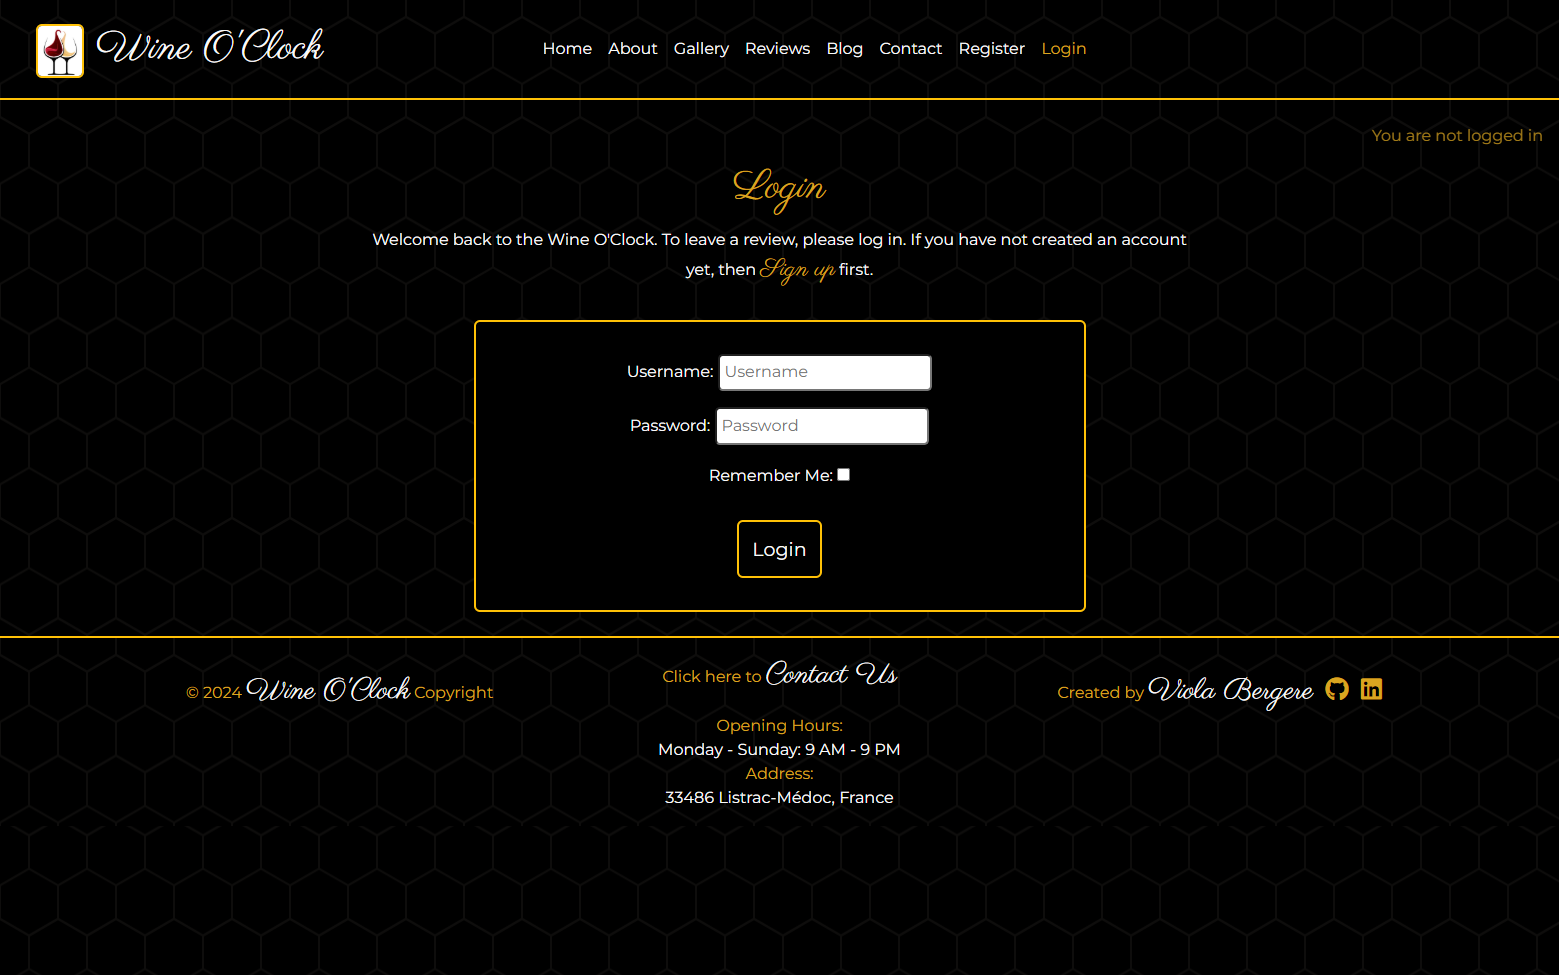 Wine O'Clock
Home About Gallery Reviews Blog Contact Register Login
You are not logged in
Login
Welcome back to the Wine O'Clock. To leave a review, please log in. If you have not created an account
yet, then Sign up first.
Username: Username
Password: Password
Remember Me:
Login
© 2024 Wine O'Clock Copyright
Click here to Contact Us
Opening Hours:
Monday - Sunday: 9 AM - 9 PM
Address:
33486 Listrac-Médoc, France
Created by Viola Bergere